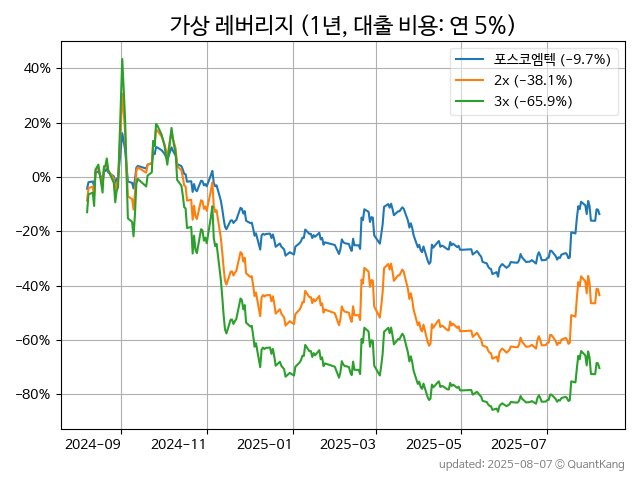 가상 레버리지 (1년, 대출 비용: 연 5%)
포스코엠텍 (−9.7%)
2x (−38.1%)
3x (−65.9%)
40%
20%
0%
−20%
−40%
−60%
−80%
2024-09 2024-11 2025-01 2025-03 2025-05 2025-07
updated: 2025-08-07 © QuantKang